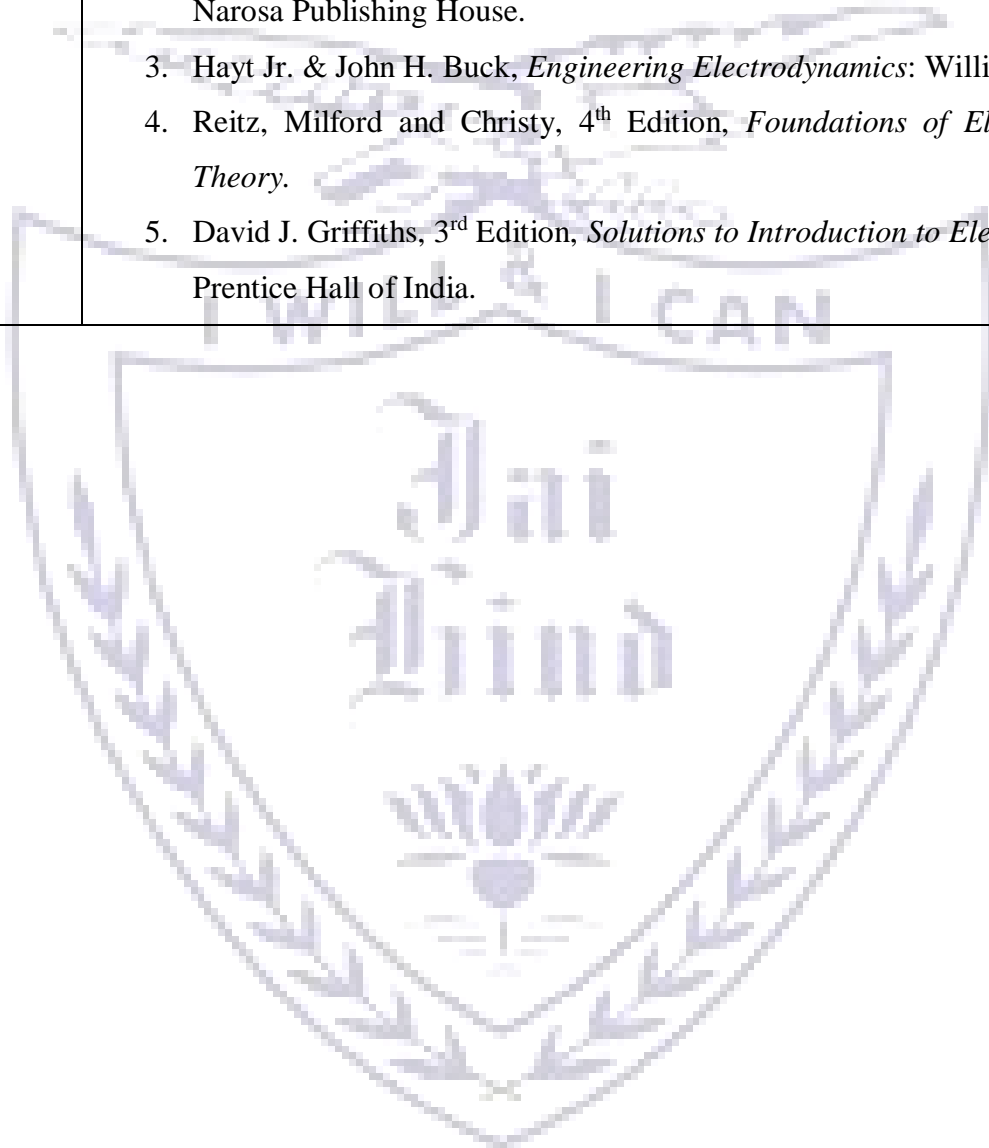 Narosa Publishing House.
3. Hayt Jr. & John H. Buck, Engineering Electrodynamics: Willi
4. Reitz, Milford and Christy, 4th Edition, Foundations of El
Theory.
5. David J. Griffiths, 3rd Edition, Solutions to Introduction to Ele
Prentice Hall of India.
I WILL & I CAN
Jai
Hind